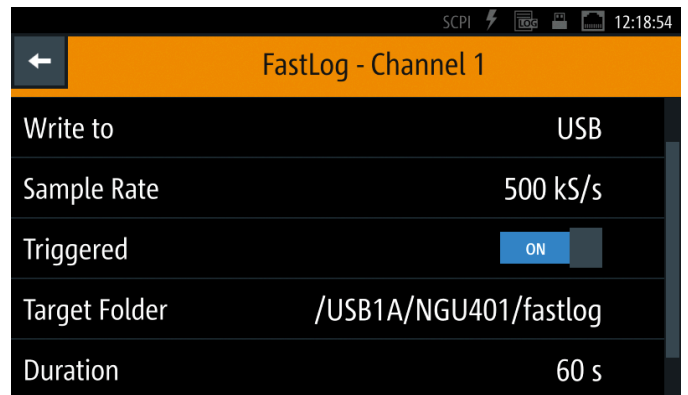 SCPI LOG 12:18:54
FastLog - Channel 1
Write to USB
Sample Rate 500 kS/s
Triggered ON
Target Folder /USB1A/NGU401/fastlog
Duration 60 s